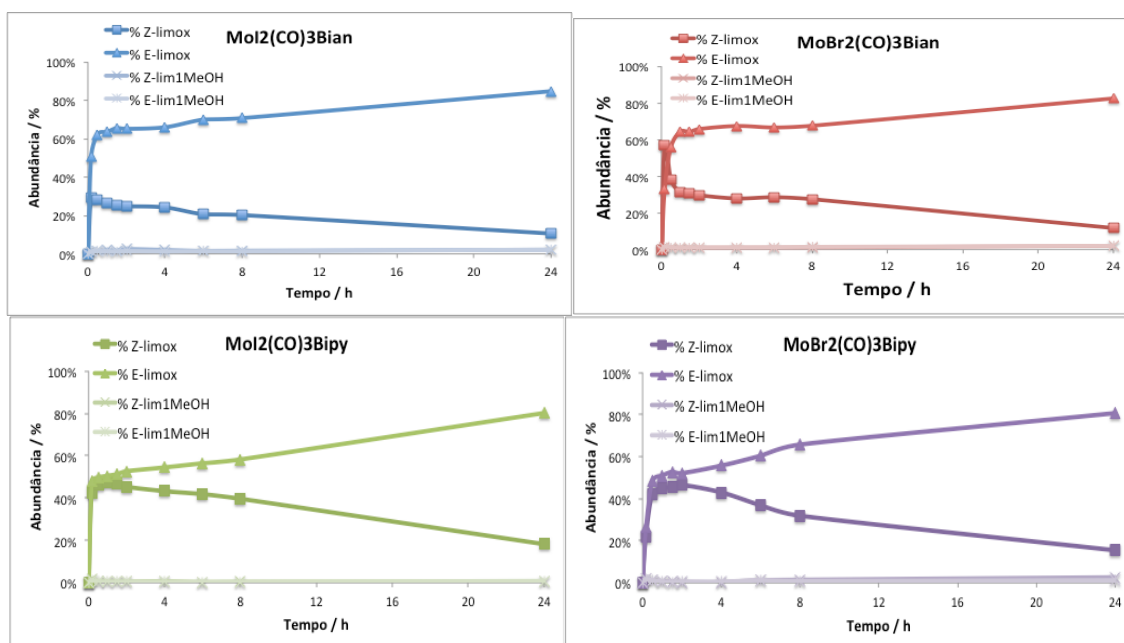 MoI2(CO)3Bian
% Z-limox
% E-limox
% Z-lim1MeOH
% E-lim1MeOH
100%
80%
60%
40%
20%
0%
Abundância / %
0
4
8
12
16
20
24
Tempo / h
MoBr2(CO)3Bian
% Z-limox
% E-limox
% Z-lim1MeOH
% E-lim1MeOH
100%
80%
60%
40%
20%
0%
Abundância / %
0
4
8
12
16
20
24
Tempo / h
MoI2(CO)3Bipy
% Z-limox
% E-limox
% Z-lim1MeOH
% E-lim1MeOH
100%
80%
60%
40%
20%
0%
Abundância / %
0
4
8
12
16
20
24
Tempo / h
MoBr2(CO)3Bipy
% Z-limox
% E-limox
% Z-lim1MeOH
% E-lim1MeOH
100%
80%
60%
40%
20%
0%
Abundância / %
0
4
8
12
16
20
24
Tempo / h